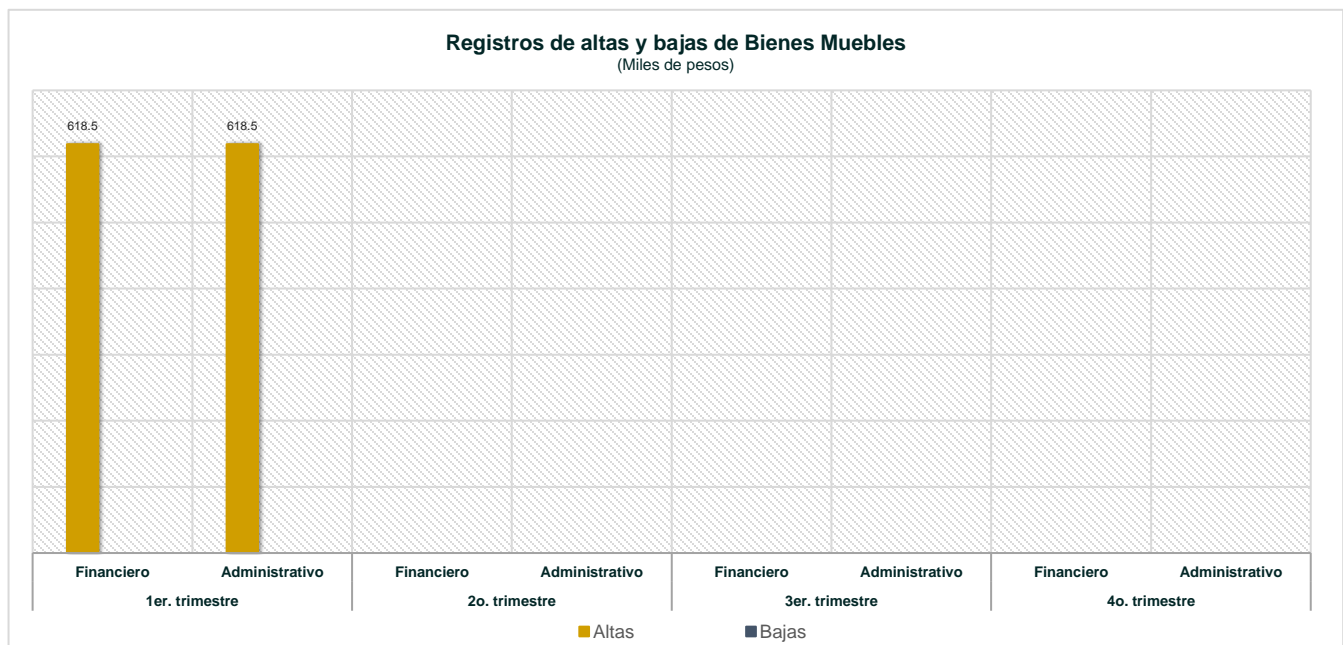 Registros de altas y bajas de Bienes Muebles
(Miles de pesos)
618.5 618.5
Financiero Administrativo Financiero Administrativo Financiero Administrativo Financiero Administrativo
1er. trimestre 2o. trimestre 3er. trimestre 4o. trimestre
Altas Bajas